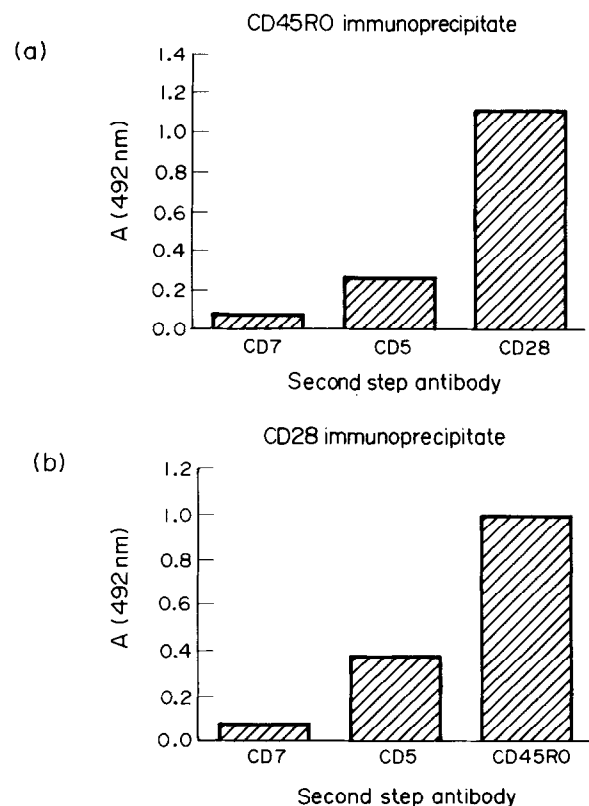 (a)
CD45RO immunoprecipitate
1.4
1.2
1.0
0.8
0.6
0.4
0.2
0.0
A (492 nm)
CD7 CD5 CD28
Second step antibody
(b)
CD28 immunoprecipitate
1.2
1.0
0.8
0.6
0.4
0.2
0.0
A (492 nm)
CD7 CD5 CD45RO
Second step antibody